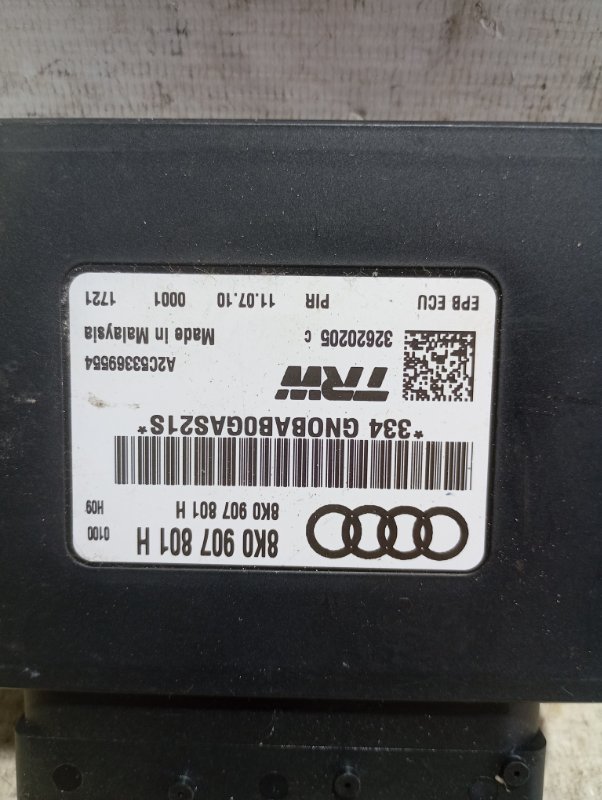 8K0 907 801 H 0100
8K0 907 801 H H09
*334 GNOBAB0GAS21S*
TRW A2C53369554
32620205 C Made in Malaysia
EPB ECU PIR 11.07.10 0001 1721